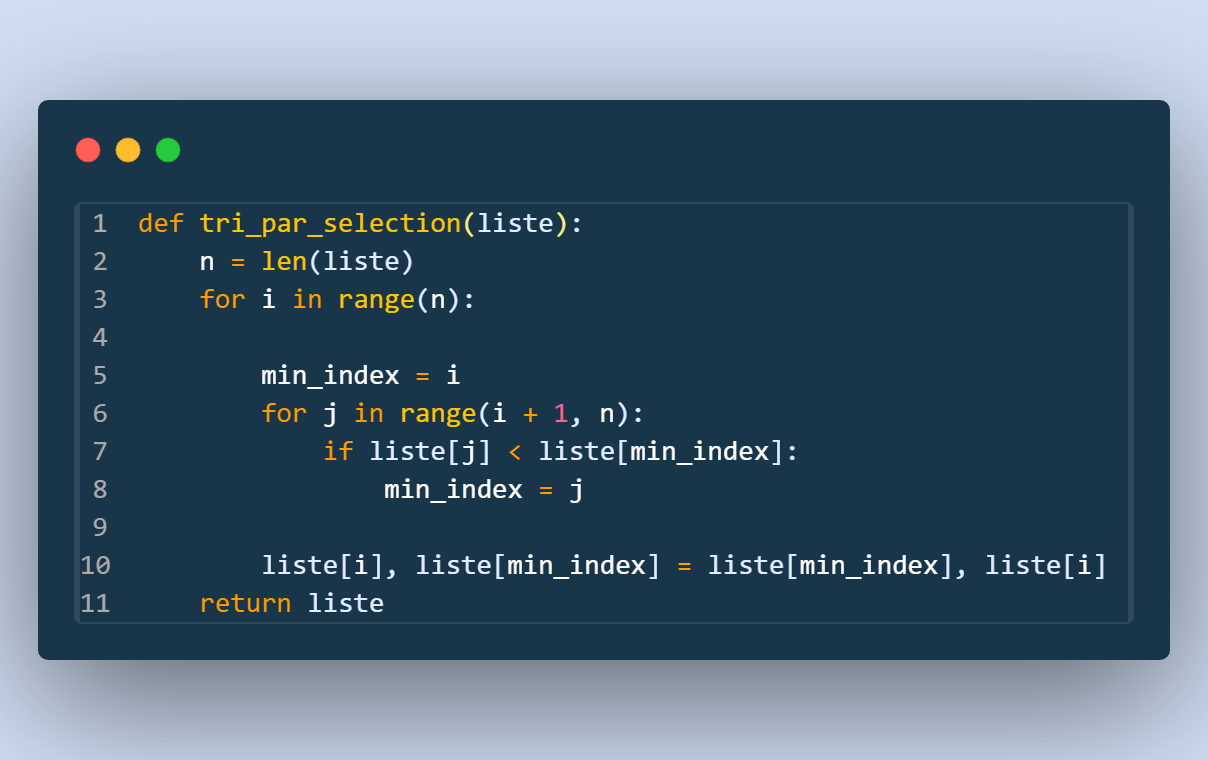 1 def tri_par_selection(liste):
2     n = len(liste)
3     for i in range(n):
4
5         min_index = i
6         for j in range(i + 1, n):
7             if liste[j] < liste[min_index]:
8                 min_index = j
9
10         liste[i], liste[min_index] = liste[min_index], liste[i]
11     return liste